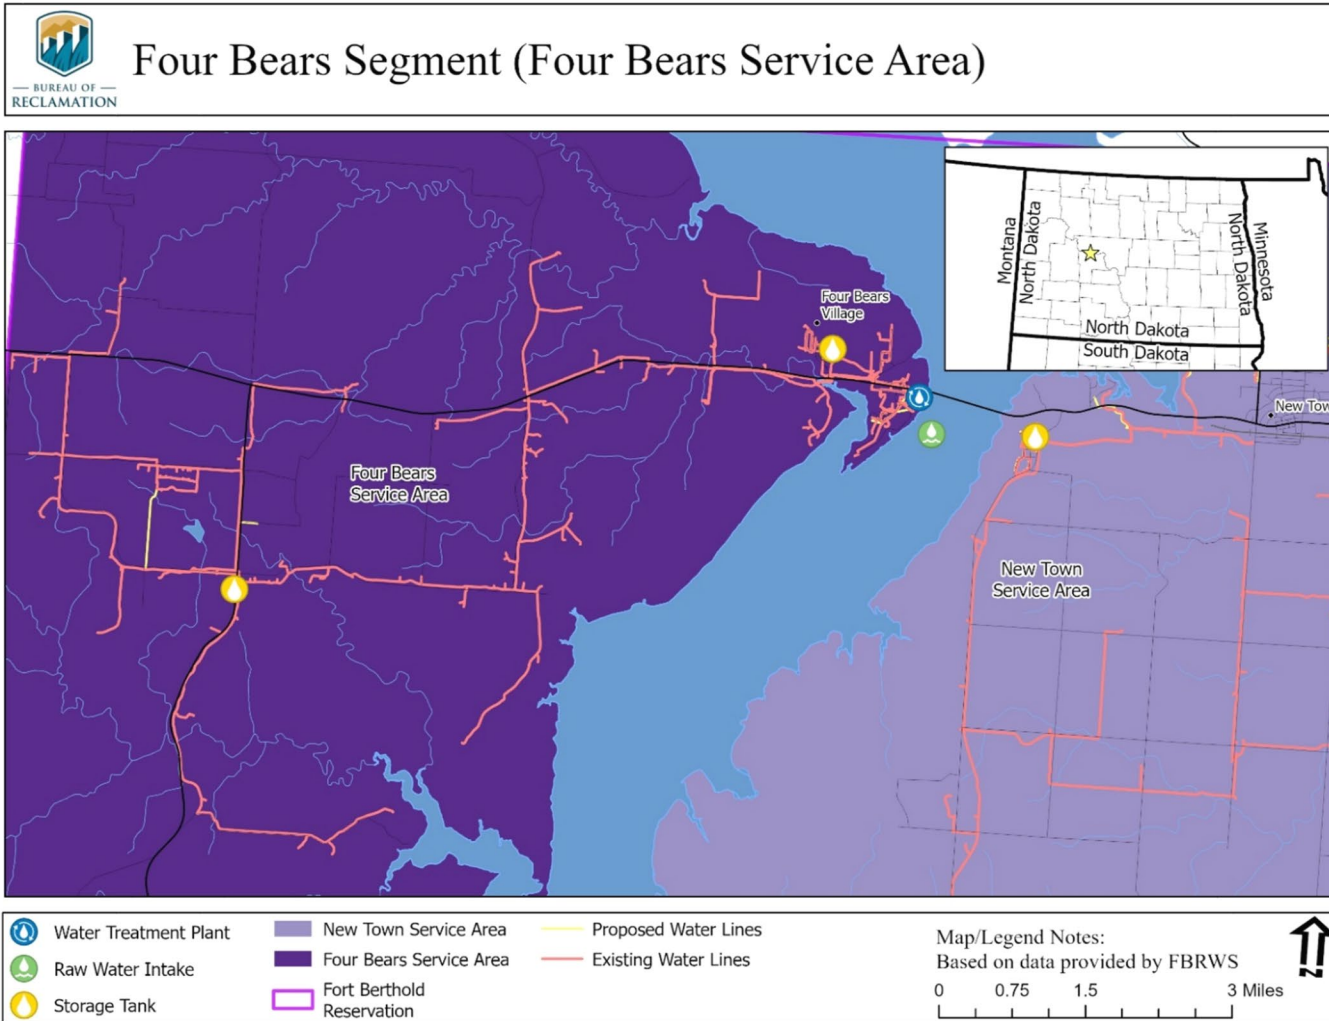 BUREAU OF
RECLAMATION
Four Bears Segment (Four Bears Service Area)
Montana
North Dakota
North Dakota
Minnesota
North Dakota
South Dakota
Four Bears
Village
New Tow
Four Bears
Service Area
New Town
Service Area
Water Treatment Plant
Raw Water Intake
Storage Tank
New Town Service Area
Four Bears Service Area
Fort Berthold
Reservation
Proposed Water Lines
Existing Water Lines
Map/Legend Notes:
Based on data provided by FBRWS
0 0.75 1.5 3 Miles
N